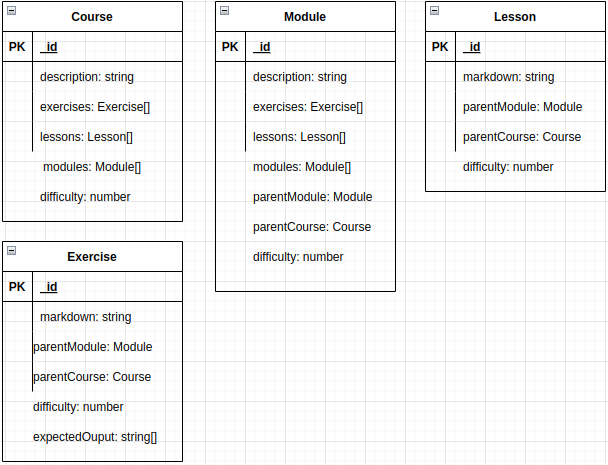 Course
PK _id
description: string
exercises: Exercise[]
lessons: Lesson[]
modules: Module[]
difficulty: number
Module
PK _id
description: string
exercises: Exercise[]
lessons: Lesson[]
modules: Module[]
parentModule: Module
parentCourse: Course
difficulty: number
Lesson
PK _id
markdown: string
parentModule: Module
parentCourse: Course
difficulty: number
Exercise
PK _id
markdown: string
parentModule: Module
parentCourse: Course
difficulty: number
expectedOuput: string[]